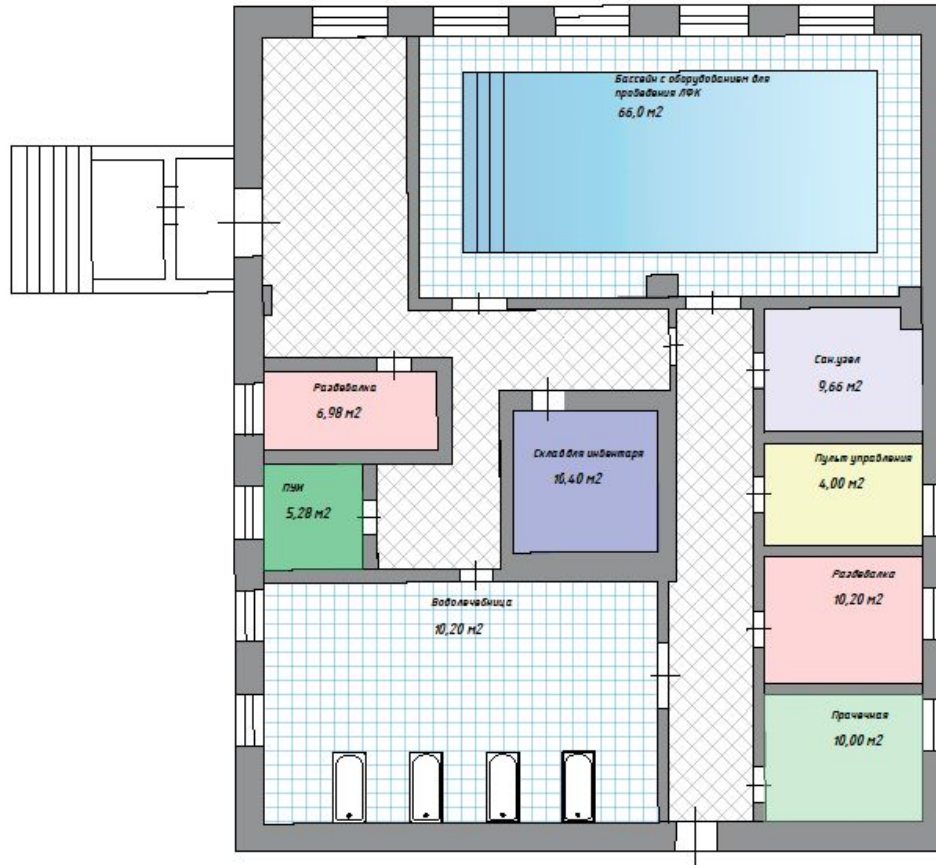 Бассейн с оборудованием для
проведения ЛФК
66,0 м2
Сан.узел
9,66 м2
Раздевалка
6,98 м2
Склад для инвентаря
10,40 м2
Пульт управления
4,00 м2
ПУИ
5,28 м2
Раздевалка
10,20 м2
Водолечебница
10,20 м2
Прачечная
10,00 м2